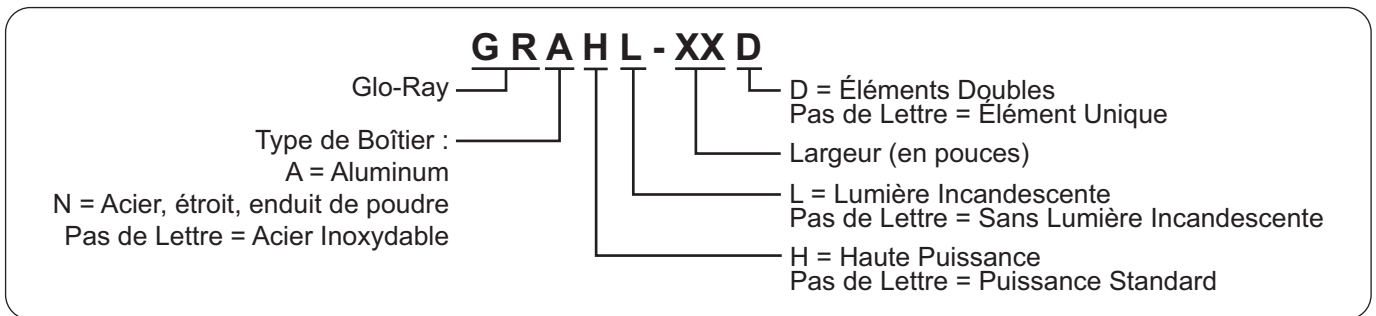 G R A H L - XX D
Glo-Ray
Type de Boîtier :
A = Aluminum
N = Acier, étroit, enduit de poudre
Pas de Lettre = Acier Inoxydable
D = Éléments Doubles
Pas de Lettre = Élément Unique
Largeur (en pouces)
L = Lumière Incandescente
Pas de Lettre = Sans Lumière Incandescente
H = Haute Puissance
Pas de Lettre = Puissance Standard